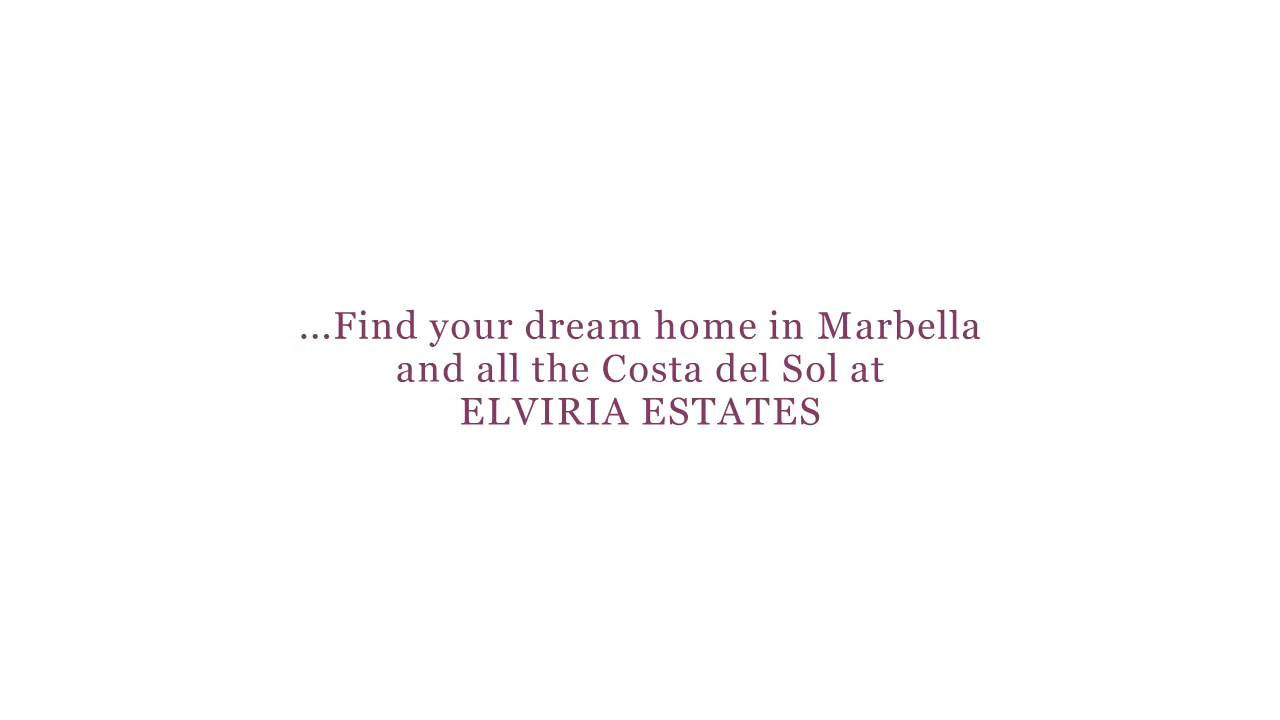 ...Find your dream home in Marbella
and all the Costa del Sol at
ELVIRIA ESTATES